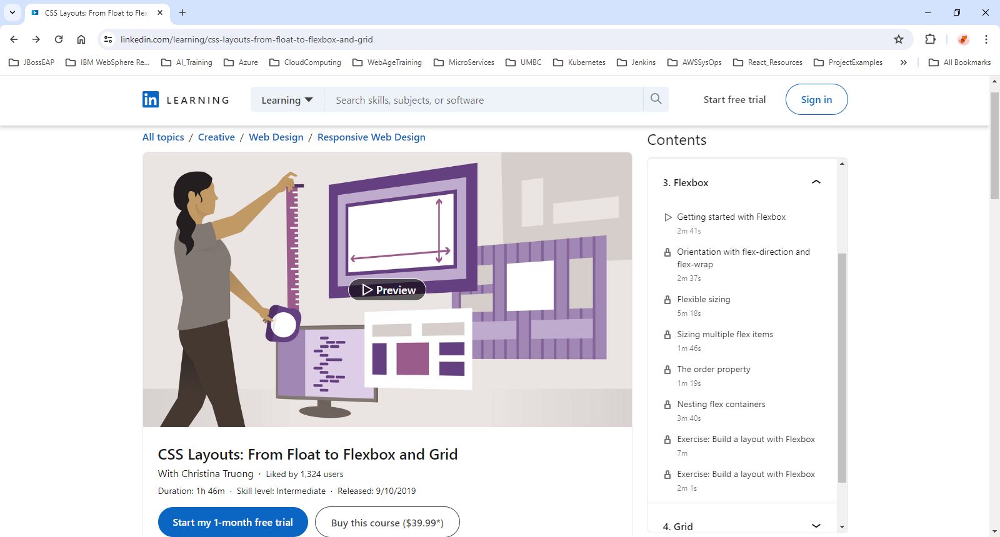 CSS Layouts: From Float to Flex
linkedin.com/learning/css-layouts-from-float-to-flexbox-and-grid
JBossEAP
IBM WebSphere Re...
AI_Training
Azure
CloudComputing
WebAgeTraining
MicroServices
UMBC
Kubernetes
Jenkins
AWSSysOps
React_Resources
ProjectExamples
All Bookmarks
in LEARNING
Learning
Search skills, subjects, or software
Start free trial
Sign in
All topics / Creative / Web Design / Responsive Web Design
Preview
CSS Layouts: From Float to Flexbox and Grid
With Christina Truong · Liked by 1,324 users
Duration: 1h 46m · Skill level: Intermediate · Released: 9/10/2019
Start my 1-month free trial
Buy this course ($39.99*)
Contents
3. Flexbox
Getting started with Flexbox
2m 41s
Orientation with flex-direction and
flex-wrap
2m 37s
Flexible sizing
5m 18s
Sizing multiple flex items
1m 46s
The order property
1m 19s
Nesting flex containers
3m 40s
Exercise: Build a layout with Flexbox
7m
Exercise: Build a layout with Flexbox
2m 1s
4. Grid